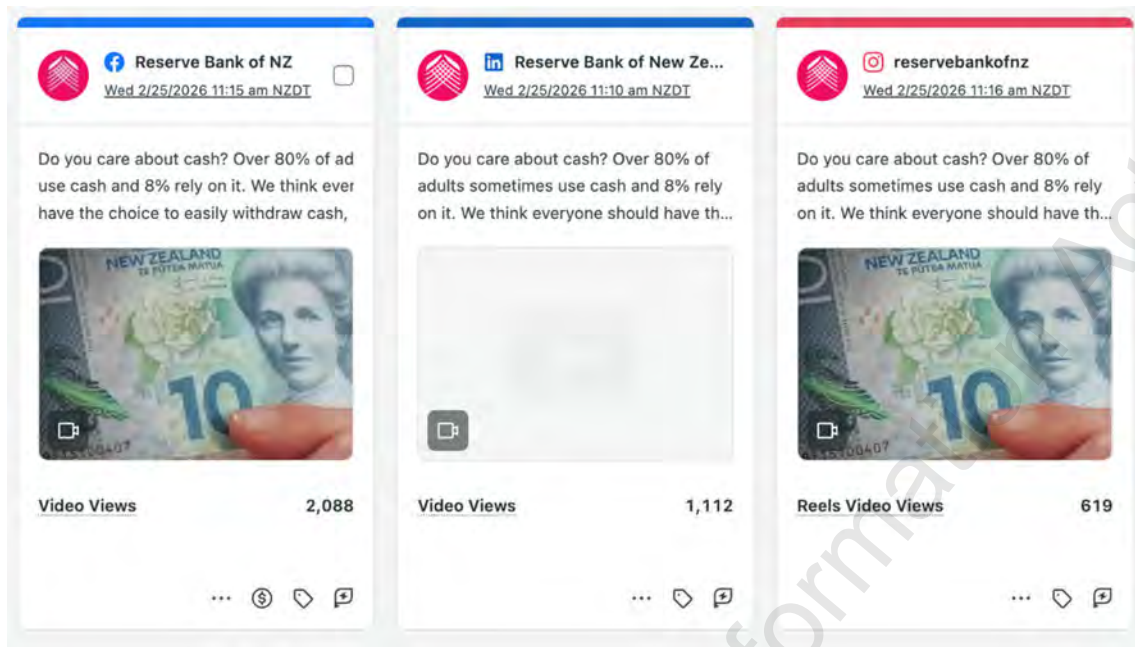 Reserve Bank of NZ
Wed 2/25/2026 11:15 am NZDT
Do you care about cash? Over 80% of ad
use cash and 8% rely on it. We think ever
have the choice to easily withdraw cash,
NEW ZEALAND
TE PŪTEA MATUA
10
Video Views 2,088
Reserve Bank of New Ze...
Wed 2/25/2026 11:10 am NZDT
Do you care about cash? Over 80% of
adults sometimes use cash and 8% rely
on it. We think everyone should have th...
Video Views 1,112
reservebankofnz
Wed 2/25/2026 11:16 am NZDT
Do you care about cash? Over 80% of
adults sometimes use cash and 8% rely
on it. We think everyone should have th...
NEW ZEALAND
TE PŪTEA MATUA
10
Reels Video Views 619